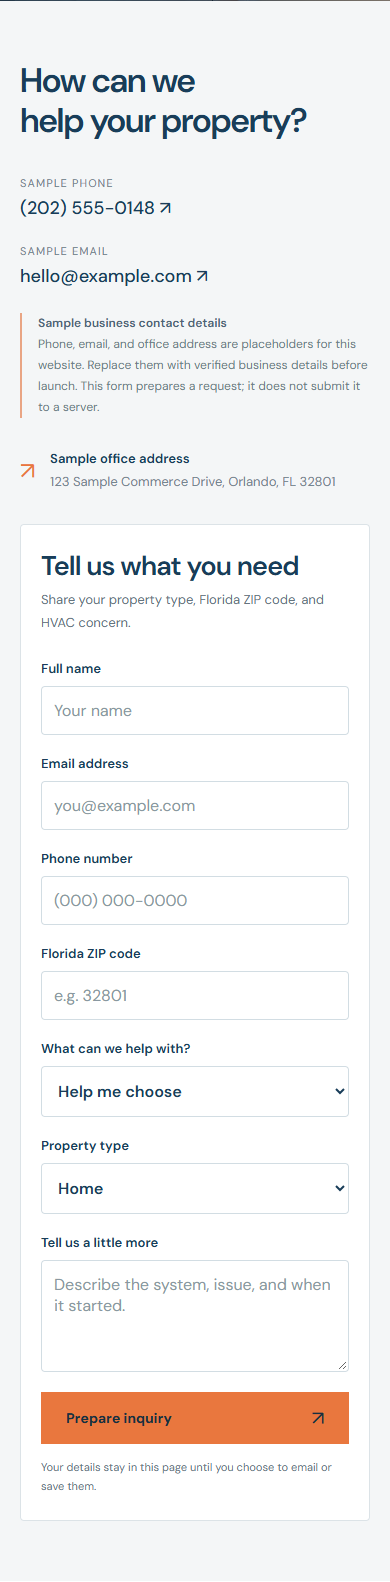 How can we
help your property?
SAMPLE PHONE
(202) 555-0148
SAMPLE EMAIL
hello@example.com
Sample business contact details
Phone, email, and office address are placeholders for this
website. Replace them with verified business details before
launch. This form prepares a request; it does not submit it
to a server.
Sample office address
123 Sample Commerce Drive, Orlando, FL 32801
Tell us what you need
Share your property type, Florida ZIP code, and
HVAC concern.
Full name
Your name
Email address
you@example.com
Phone number
(000) 000-0000
Florida ZIP code
e.g. 32801
What can we help with?
Help me choose
Property type
Home
Tell us a little more
Describe the system, issue, and when
it started.
Prepare inquiry
Your details stay in this page until you choose to email or
save them.